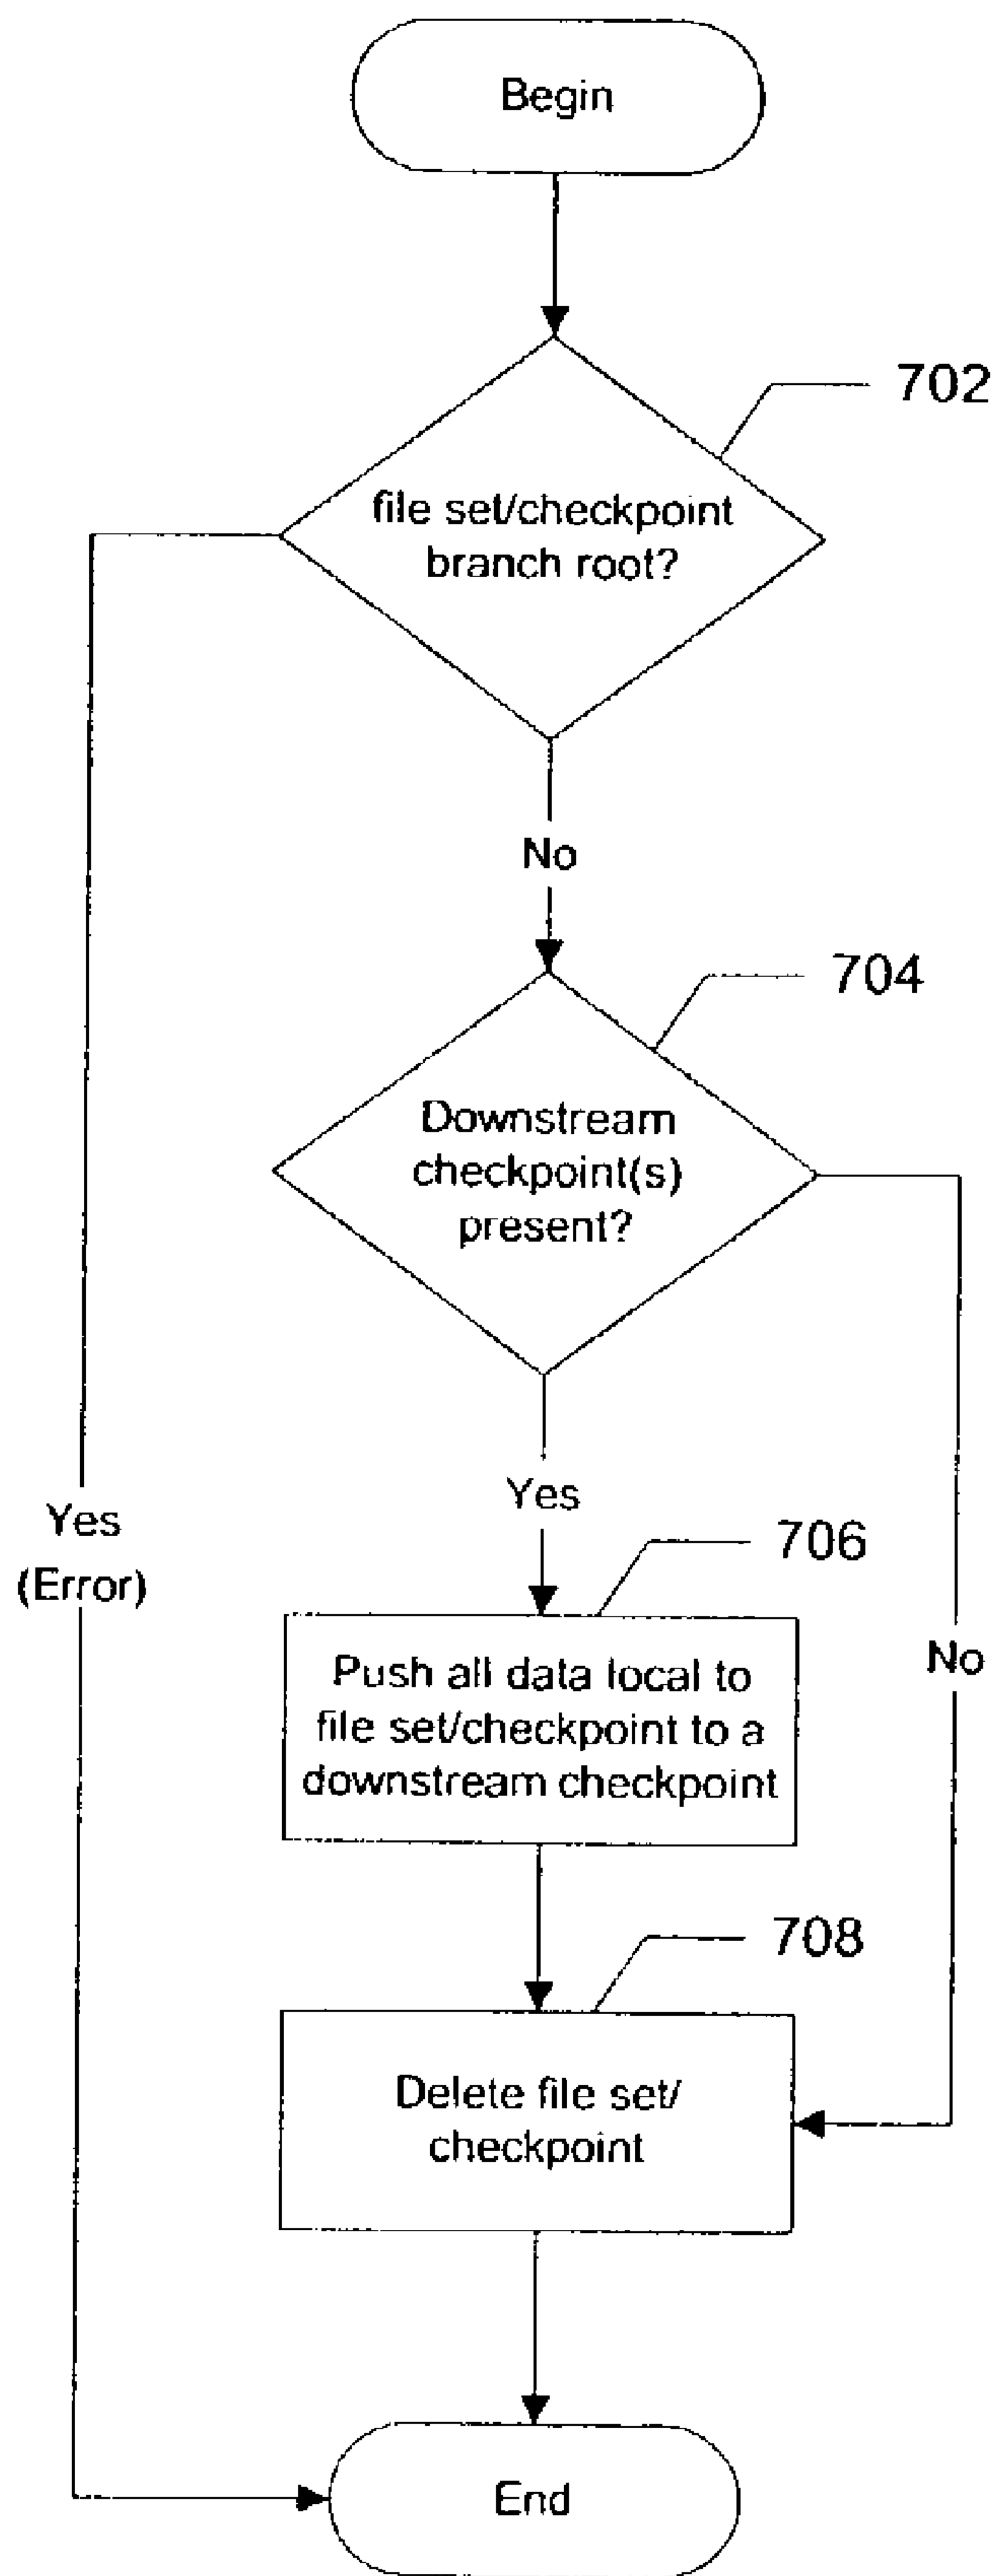 Begin
702
file set/checkpoint
branch root?
No
704
Downstream
checkpoint(s)
present?
Yes
Yes
(Error)
706
No
Push all data local to
file set/checkpoint to a
downstream checkpoint
708
Delete file set/
checkpoint
End